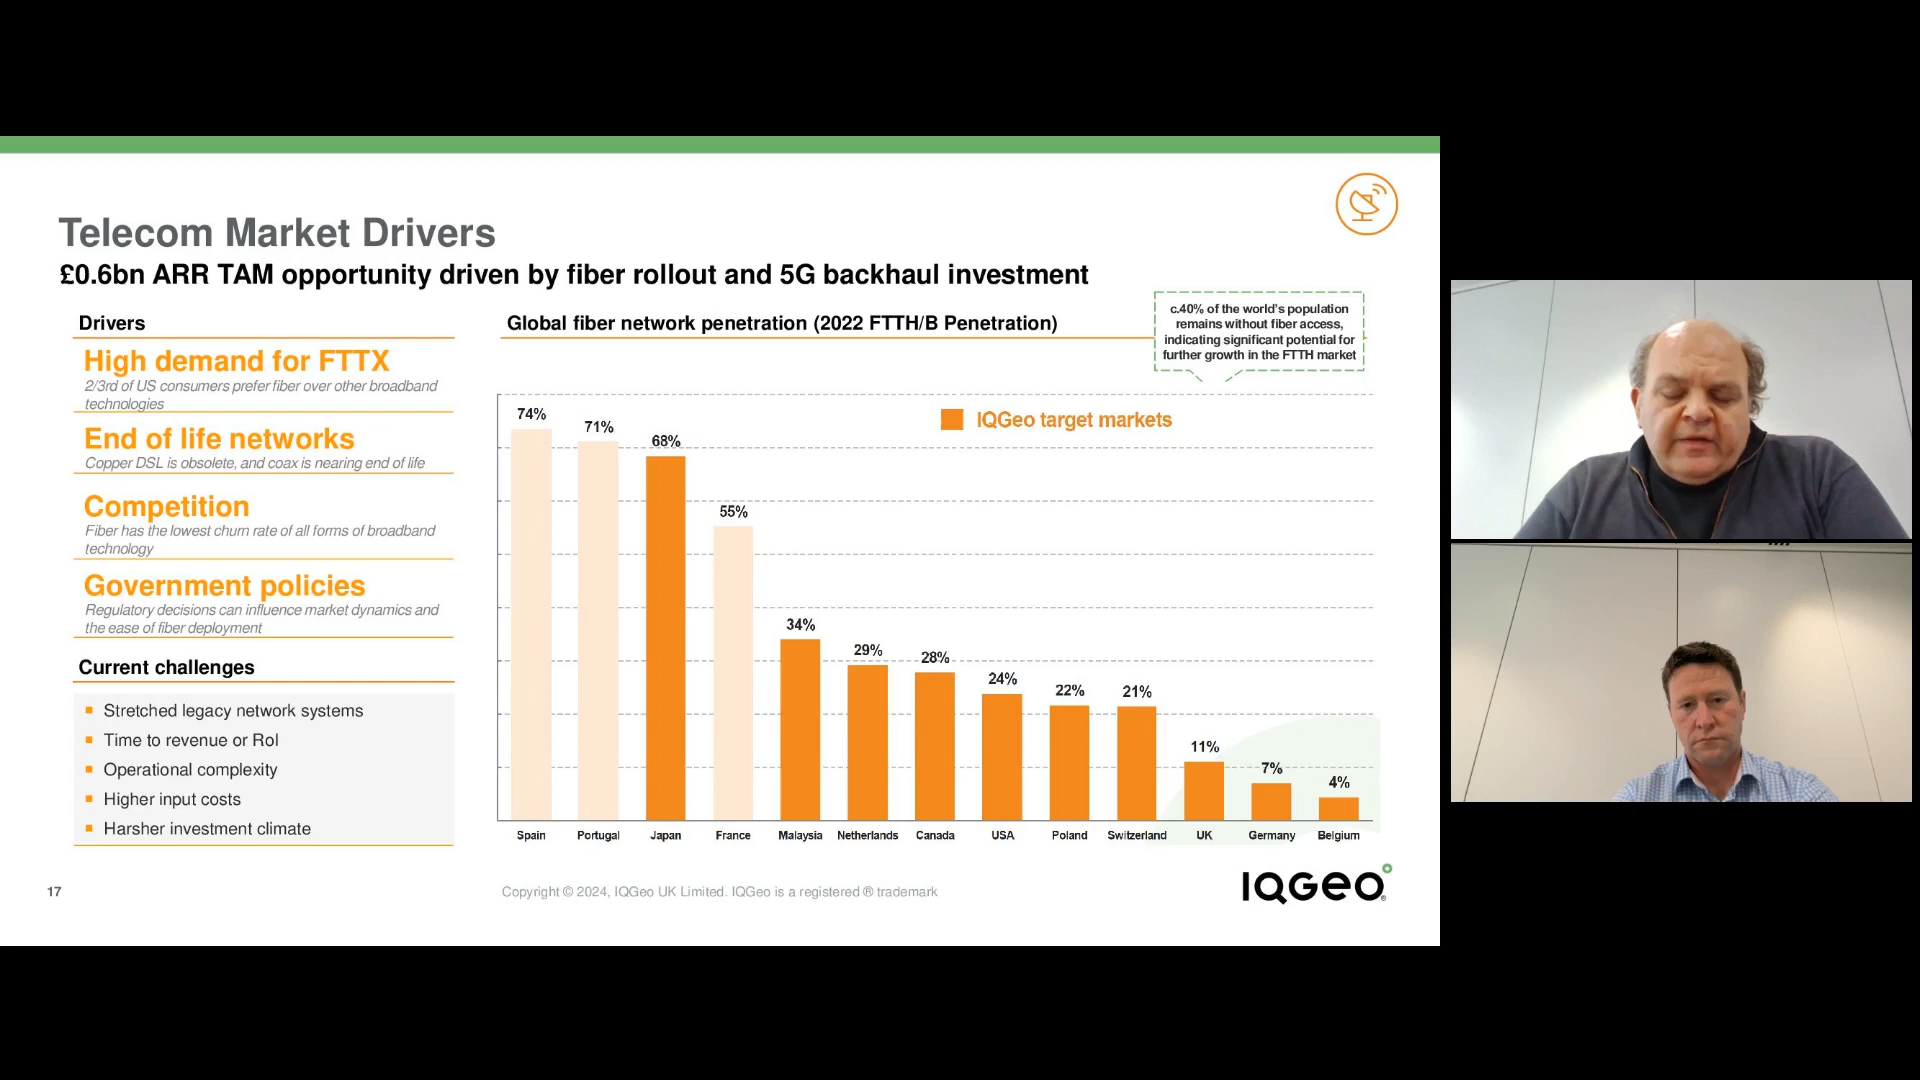 Telecom Market Drivers
£0.6bn ARR TAM opportunity driven by fiber rollout and 5G backhaul investment
Drivers
High demand for FTTX
2/3rd of US consumers prefer fiber over other broadband
technologies
End of life networks
Copper DSL is obsolete, and coax is nearing end of life
Competition
Fiber has the lowest churn rate of all forms of broadband
technology
Government policies
Regulatory decisions can influence market dynamics and
the ease of fiber deployment
Current challenges
Stretched legacy network systems
Time to revenue or RoI
Operational complexity
Higher input costs
Harsher investment climate
Global fiber network penetration (2022 FTTH/B Penetration)
c.40% of the world's population
remains without fiber access,
indicating significant potential for
further growth in the FTTH market
IQGeo target markets
74%
71%
68%
55%
34%
29%
28%
24%
22%
21%
11%
7%
4%
Spain Portugal Japan France Malaysia Netherlands Canada USA Poland Switzerland UK Germany Belgium
17
Copyright © 2024, IQGeo UK Limited. IQGeo is a registered ® trademark
IQGeo®